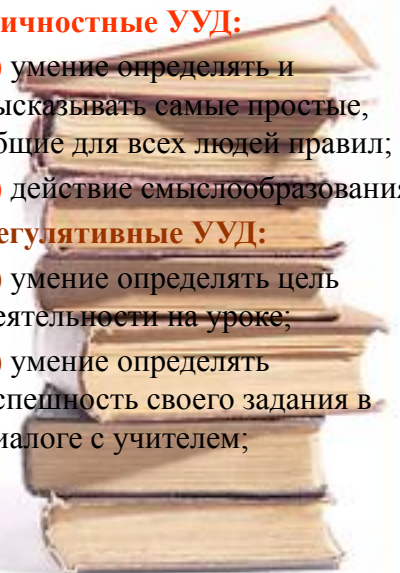 ичностные УУД:
) умение определять и
ысказывать самые простые,
бщие для всех людей правил;
) действие смыслообразования
егулятивные УУД:
) умение определять цель
еятельности на уроке;
) умение определять
спешность своего задания в
иалоге с учителем;